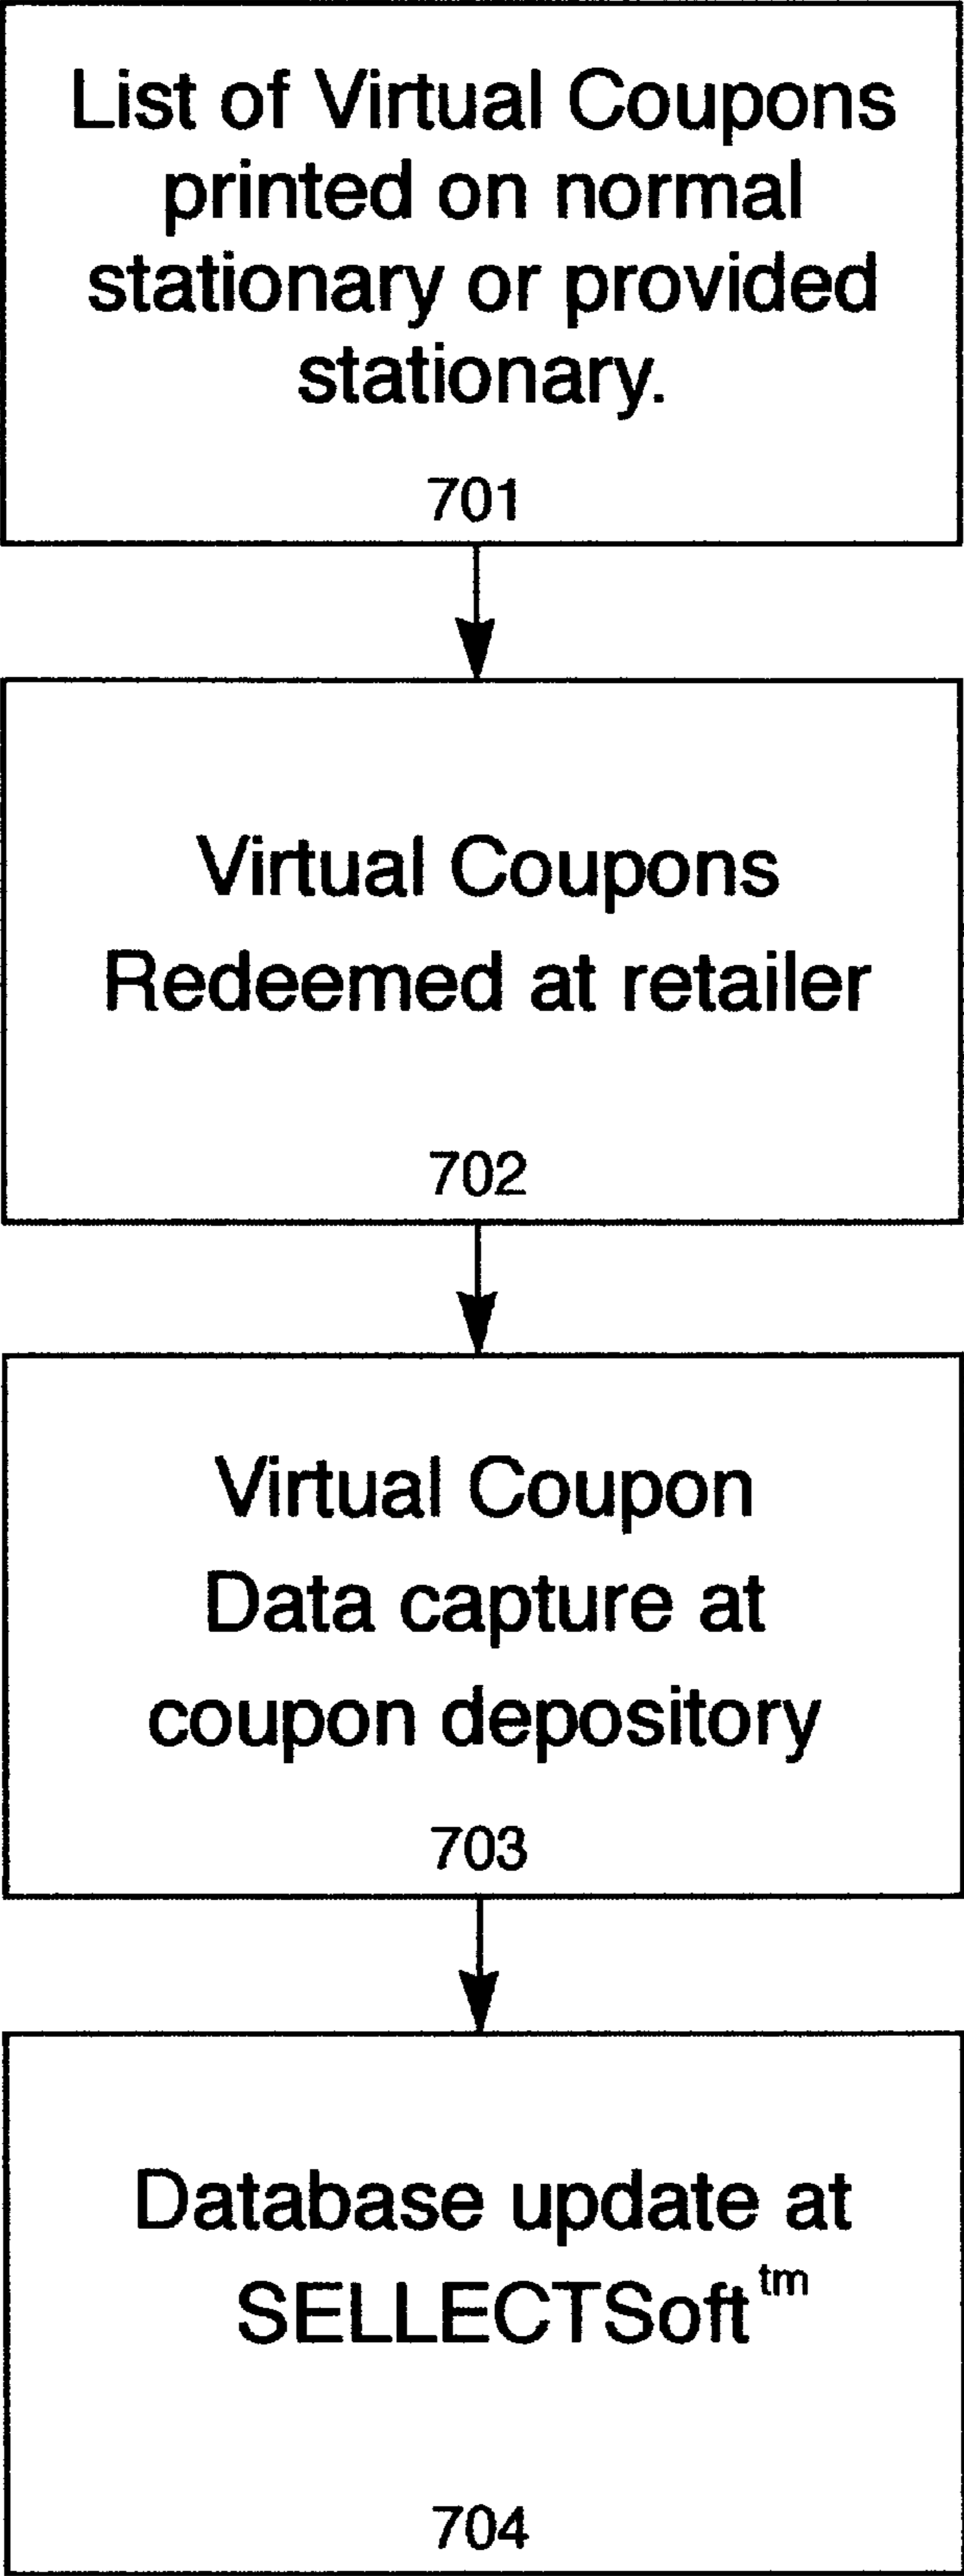 List of Virtual Coupons
printed on normal
stationary or provided
stationary.
701
Virtual Coupons
Redeemed at retailer
702
Virtual Coupon
Data capture at
coupon depository
703
Database update at
SELLECTSoft tm
704